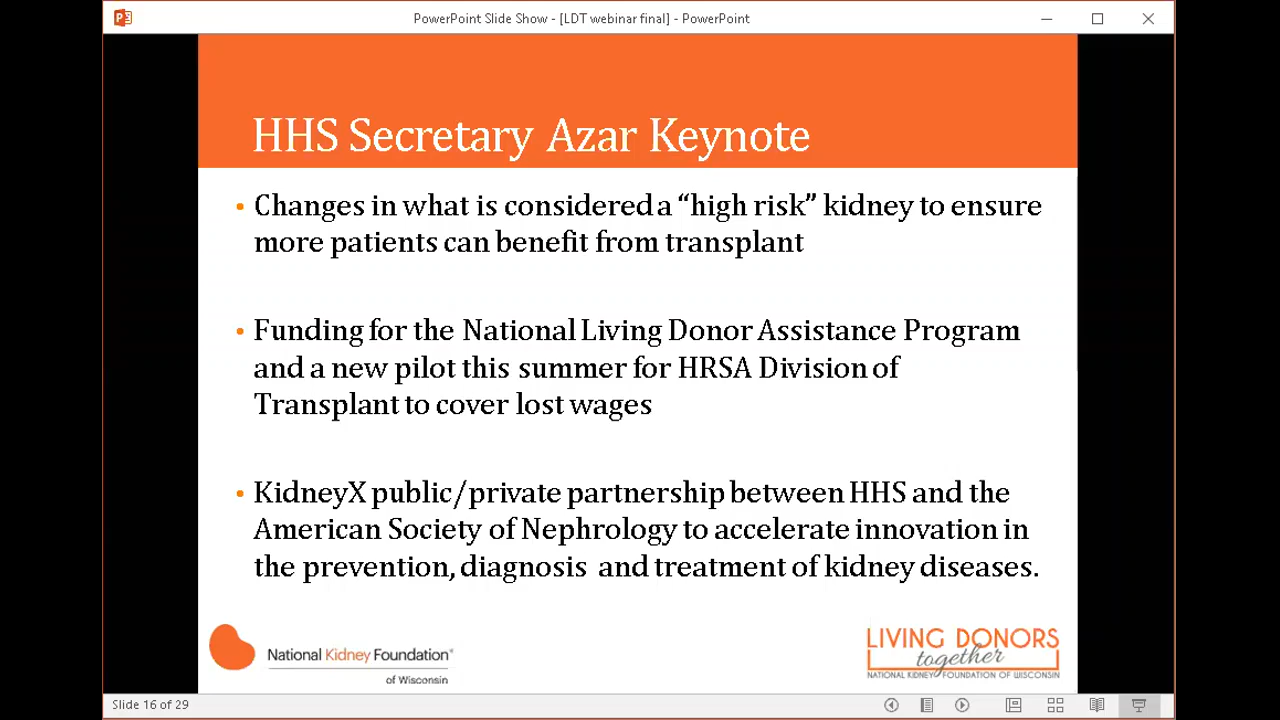 PowerPoint Slide Show - [LDT webinar final] - PowerPoint
HHS Secretary Azar Keynote
• Changes in what is considered a “high risk” kidney to ensure
more patients can benefit from transplant
• Funding for the National Living Donor Assistance Program
and a new pilot this summer for HRSA Division of
Transplant to cover lost wages
• KidneyX public/private partnership between HHS and the
American Society of Nephrology to accelerate innovation in
the prevention, diagnosis and treatment of kidney diseases.
National Kidney Foundation®
of Wisconsin
LIVING DONORS
together
NATIONAL KIDNEY FOUNDATION OF WISCONSIN
Slide 16 of 29